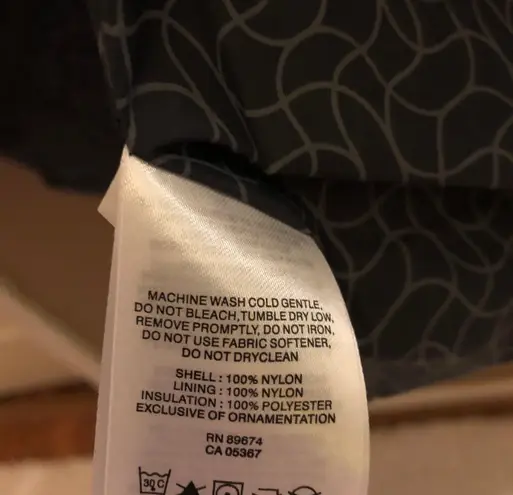 MACHINE WASH COLD GENTLE,
DO NOT BLEACH,TUMBLE DRY LOW,
REMOVE PROMPTLY, DO NOT IRON,
DO NOT USE FABRIC SOFTENER,
DO NOT DRYCLEAN
SHELL : 100% NYLON
LINING : 100% NYLON
INSULATION : 100% POLYESTER
EXCLUSIVE OF ORNAMENTATION
RN 89674
CA 05367
30 C